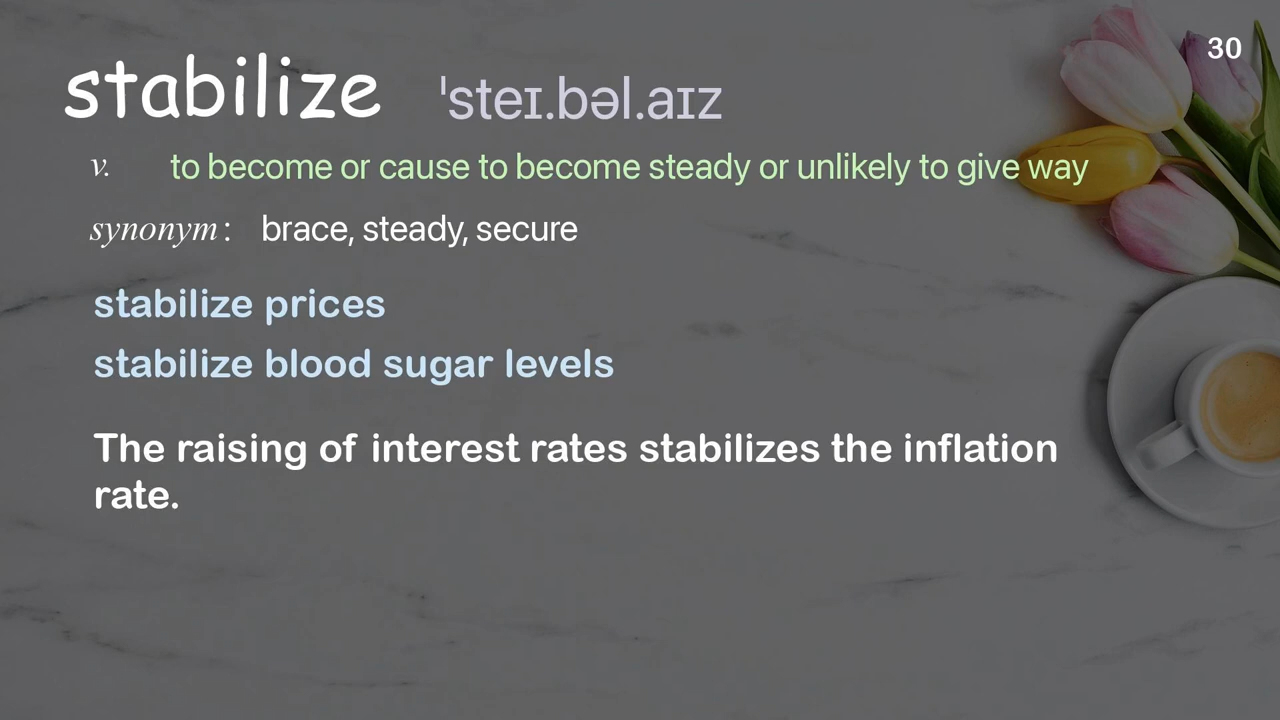 30
stabilize ˈsteɪ.bəl.aɪz
v. to become or cause to become steady or unlikely to give way
synonym: brace, steady, secure
stabilize prices
stabilize blood sugar levels
The raising of interest rates stabilizes the inflation
rate.